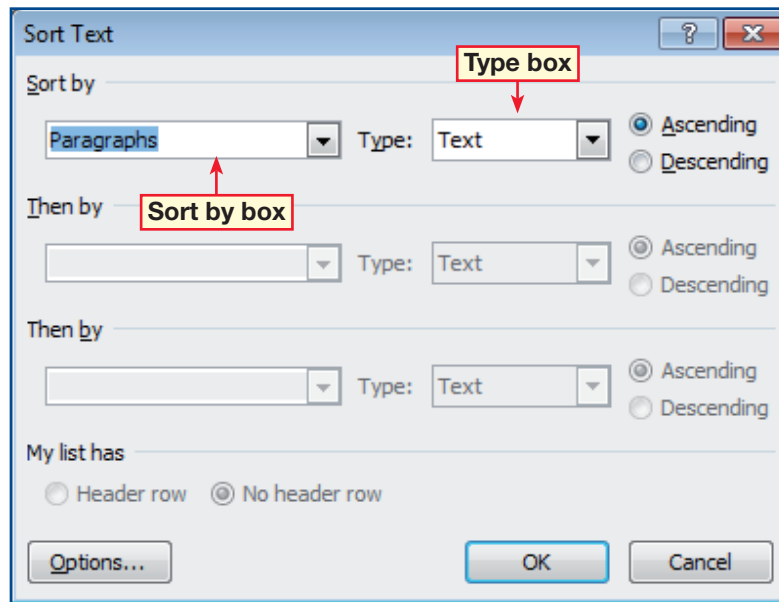 Sort Text
Type box
Sort by
Paragraphs Type: Text Ascending
Descending
Sort by box
Then by
Type: Text Ascending
Descending
Then by
Type: Text Ascending
Descending
My list has
Header row No header row
Options... OK Cancel